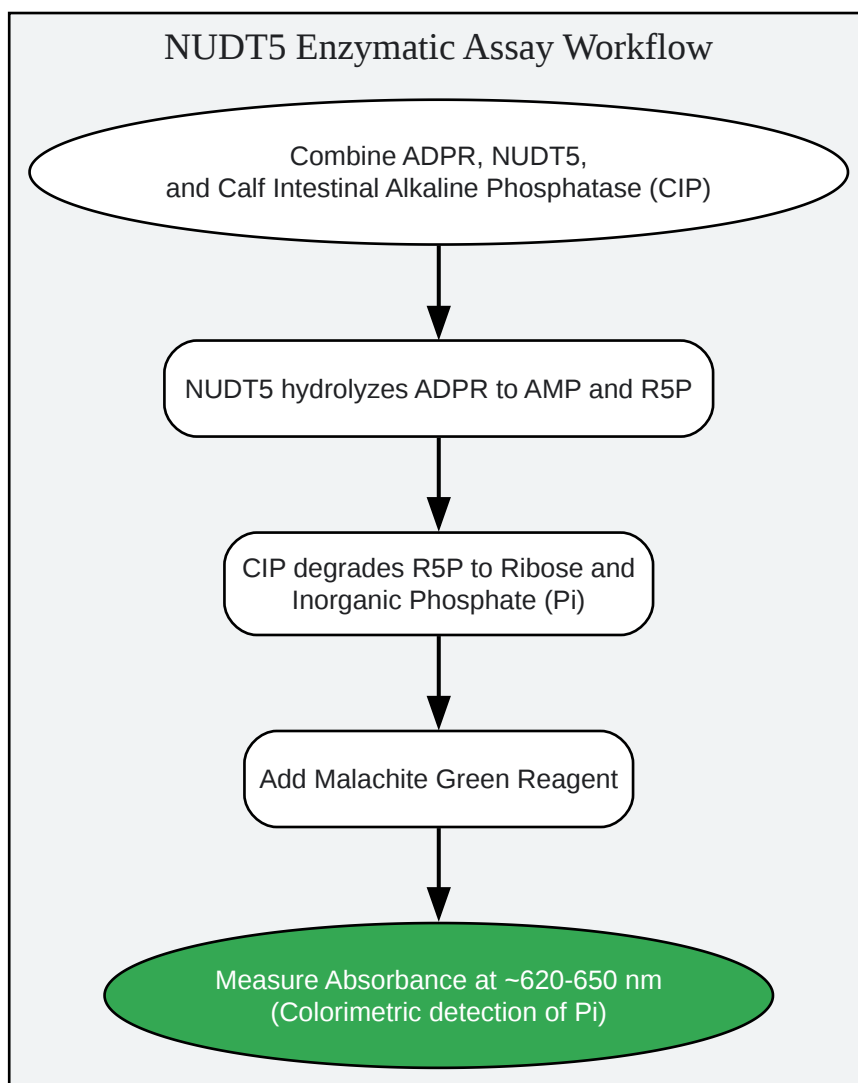 NUDT5 Enzymatic Assay Workflow
Combine ADPR, NUDT5,
and Calf Intestinal Alkaline Phosphatase (CIP)
NUDT5 hydrolyzes ADPR to AMP and R5P
CIP degrades R5P to Ribose and
Inorganic Phosphate (Pi)
Add Malachite Green Reagent
Measure Absorbance at ~620-650 nm
(Colorimetric detection of Pi)